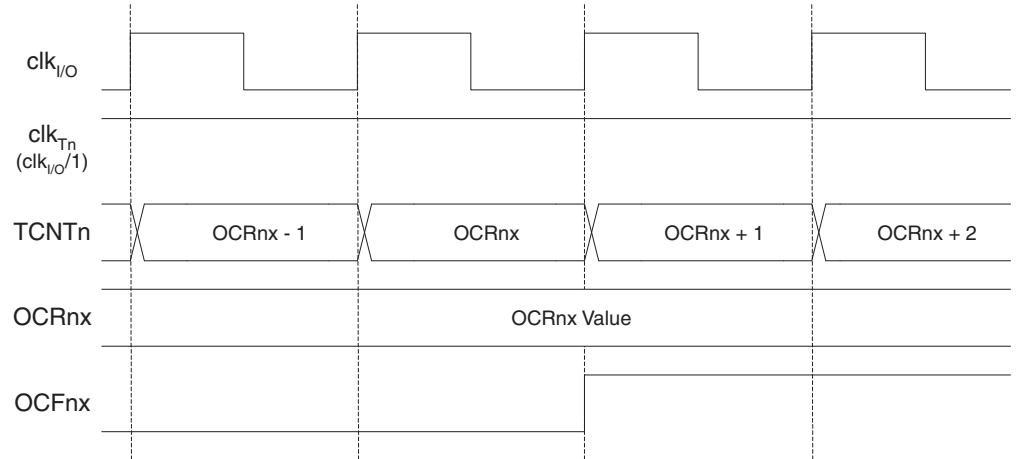 clkI/O
clkTn
(clkI/O/1)
TCNTn
OCRnx - 1
OCRnx
OCRnx + 1
OCRnx + 2
OCRnx
OCRnx Value
OCFnx